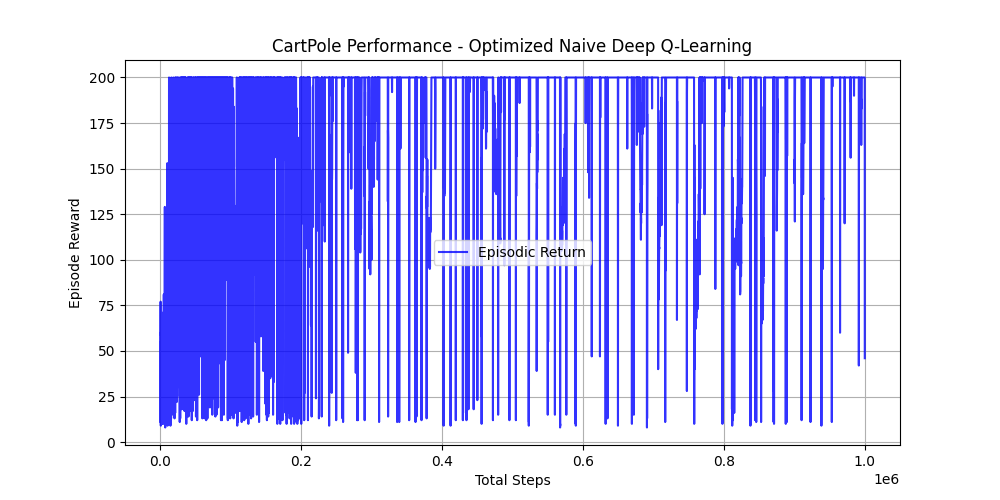 CartPole Performance - Optimized Naive Deep Q-Learning
Episode Reward
200
175
150
125
100
75
50
25
0
Episodic Return
0.0 0.2 0.4 0.6 0.8 1.0
1e6
Total Steps